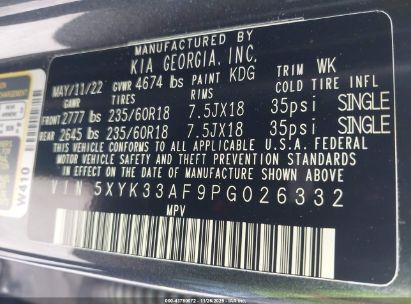 MANUFACTURED BY
KIA GEORGIA, INC.
MAY/11/22 GVWR 4674 lbs PAINT KDG TRIM WK
GAWR TIRES RIMS COLD TIRE INFL
FRONT 2777 lbs 235/60R18 7.5JX18 35psi SINGLE
REAR 2645 lbs 235/60R18 7.5JX18 35psi SINGLE
THIS VEHICLE CONFORMS TO ALL APPLICABLE U.S.A. FEDERAL
MOTOR VEHICLE SAFETY, BUMPER, AND THEFT PREVENTION STANDARDS
IN EFFECT ON THE DATE OF MANUFACTURE SHOWN ABOVE.
VIN 5XYK33AF9PG026332
MPV
W410